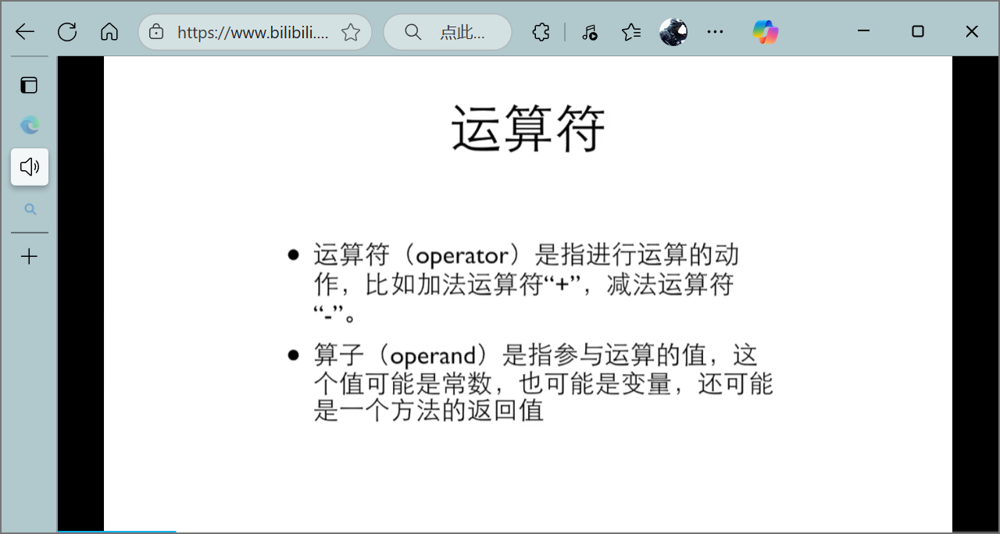 https://www.bilibili....
点此...
运算符
● 运算符（operator）是指进行运算的动
作，比如加法运算符“+”，减法运算符
“-”。
● 算子（operand）是指参与运算的值，这
个值可能是常数，也可能是变量，还可能
是一个方法的返回值